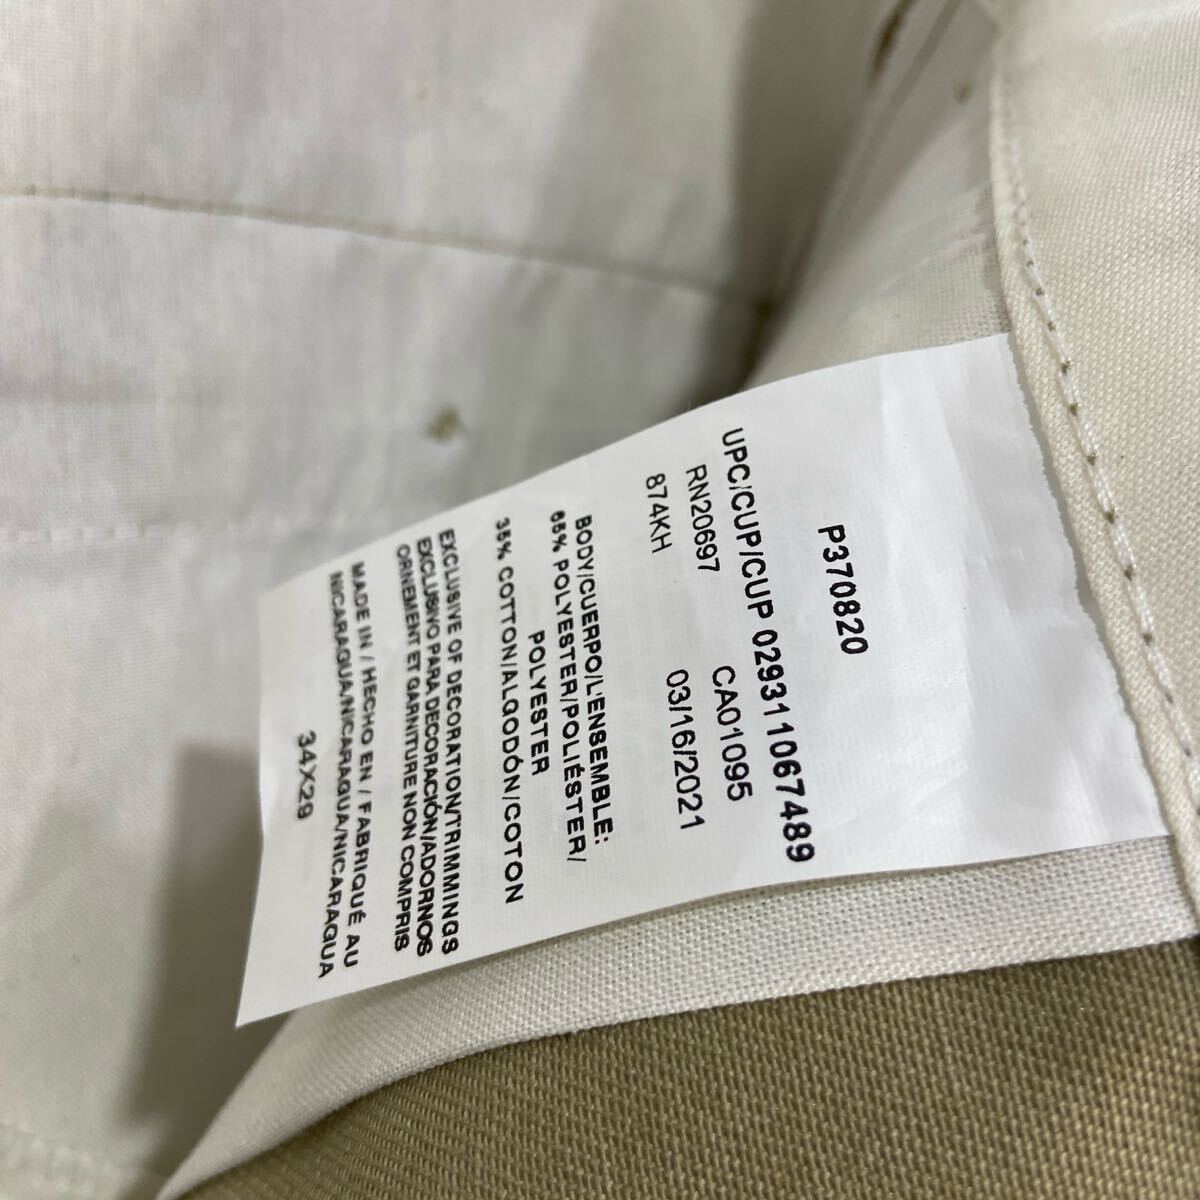 P370820
UPC/CUP/CUP 029311067489
RN20697 CA01095
874KH 03/16/2021
BODY/CUERPO/L'ENSEMBLE:
65% POLYESTER/POLIÉSTER/
POLYESTER
35% COTTON/ALGODÓN/COTON
EXCLUSIVE OF DECORATION/TRIMMINGS
EXCLUSIVO PARA DECORACIÓN/ADORNOS
ORNEMENT ET GARNITURE NON COMPRIS
MADE IN / HECHO EN / FABRIQUÉ AU
NICARAGUA/NICARAGUA/NICARAGUA
34X29